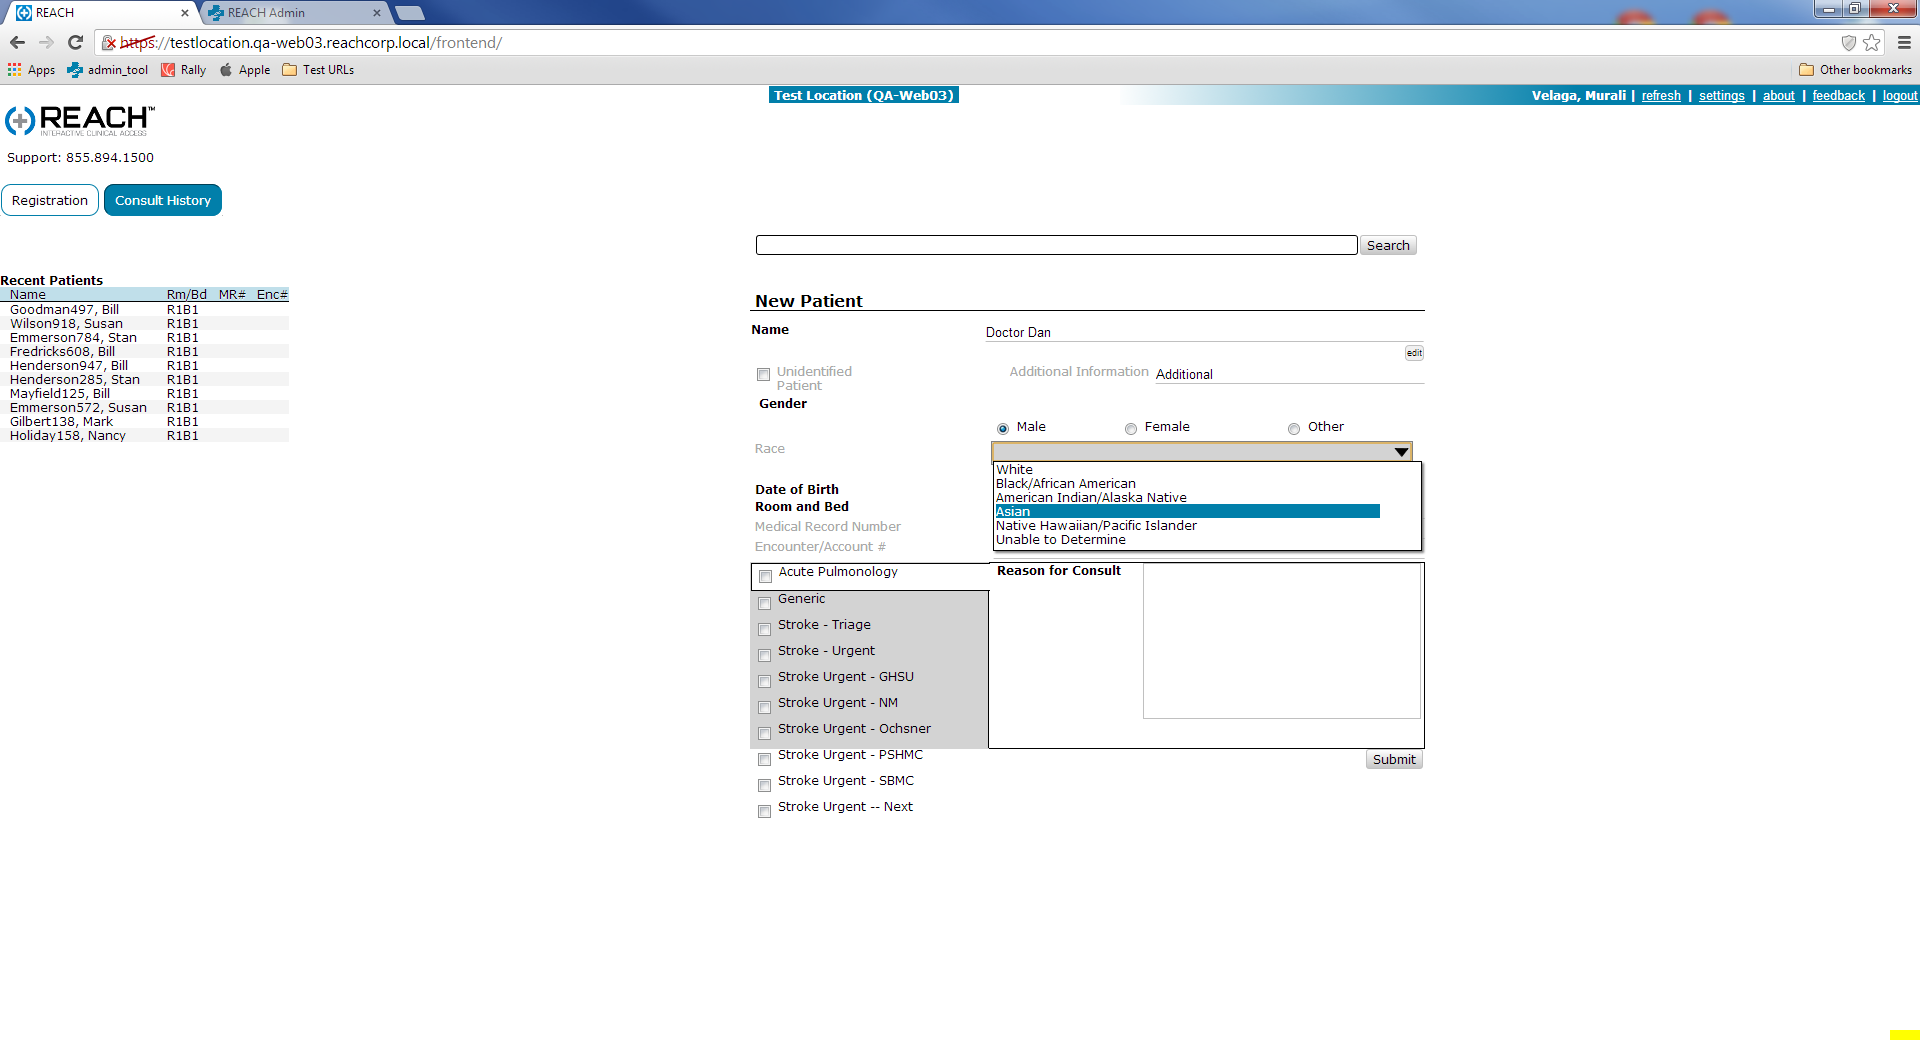 REACH
REACH Admin
https://testlocation.qa-web03.reachcorp.local/frontend/
Apps admin_tool Rally Apple Test URLs Other bookmarks
Test Location (QA-Web03) Velaga, Murali | refresh | settings | about | feedback | logout
REACH™
INTERACTIVE CLINICAL ACCESS
Support: 855.894.1500
Registration Consult History
Search
Recent Patients
Name Rm/Bd MR# Enc#
Goodman497, Bill R1B1
Wilson918, Susan R1B1
Emmerson784, Stan R1B1
Fredricks608, Bill R1B1
Henderson947, Bill R1B1
Henderson285, Stan R1B1
Mayfield125, Bill R1B1
Emmerson572, Susan R1B1
Gilbert138, Mark R1B1
Holiday158, Nancy R1B1
New Patient
Name Doctor Dan
edit
Unidentified Patient Additional Information Additional
Gender
Male Female Other
Race
White
Black/African American
American Indian/Alaska Native
Asian
Native Hawaiian/Pacific Islander
Unable to Determine
Date of Birth
Room and Bed
Medical Record Number
Encounter/Account #
Acute Pulmonology
Generic
Stroke - Triage
Stroke - Urgent
Stroke Urgent - GHSU
Stroke Urgent - NM
Stroke Urgent - Ochsner
Stroke Urgent - PSHMC
Stroke Urgent - SBMC
Stroke Urgent -- Next
Reason for Consult
Submit